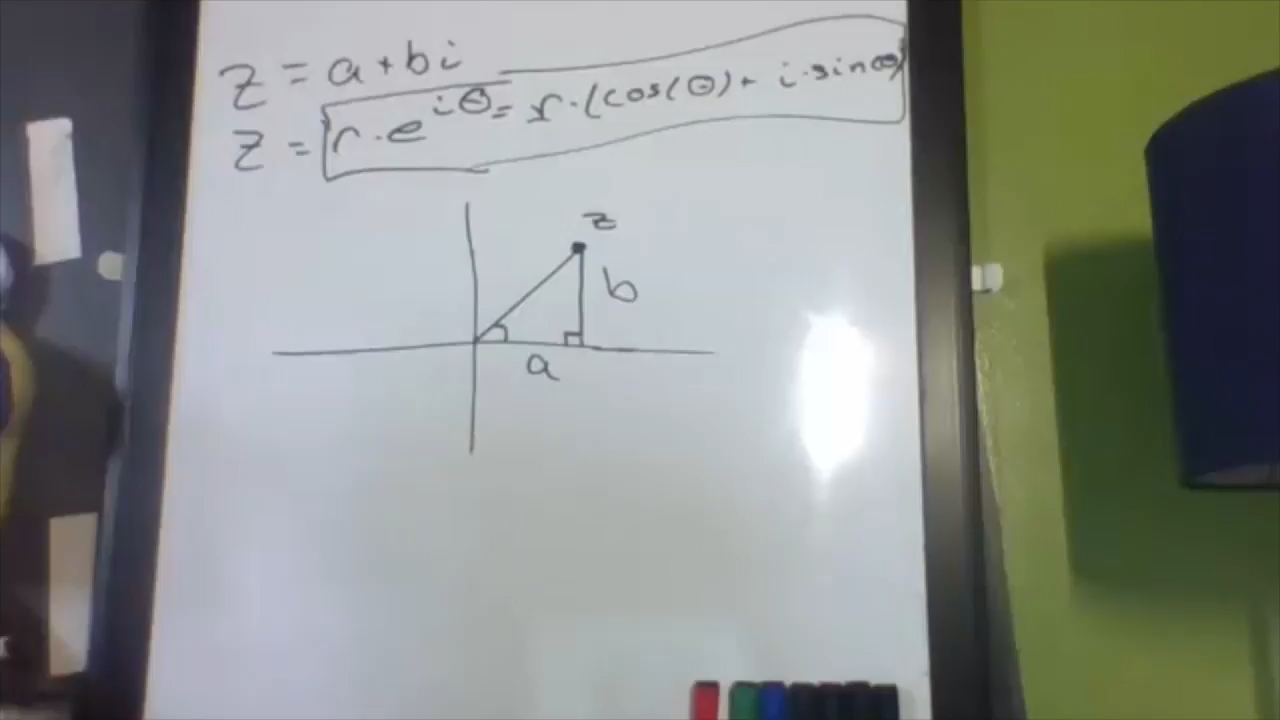 z = a + bi
z = r · e^{iθ} = r · (cos(θ) + i · sin(θ))
z
b
a